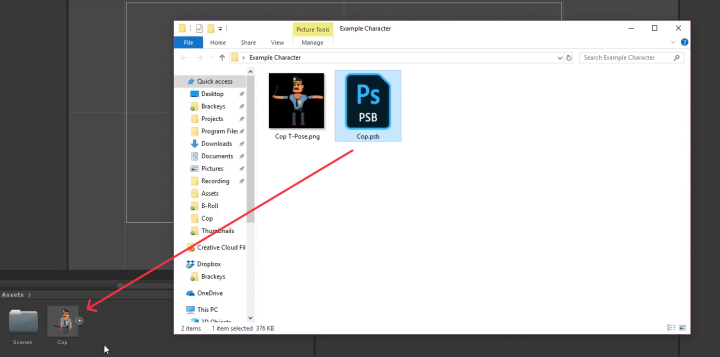 Picture Tools
Example Character
File
Home
Share
View
Manage
Example Character
Search Example Character
Quick access
Desktop
Brackeys
Projects
Program Files
Downloads
Documents
Pictures
Recording
Assets
B-Roll
Cop
Thumbnails
Creative Cloud Fil
Dropbox
Brackeys
OneDrive
This PC
3D Objects
Cop T-Pose.png
Ps
PSB
Cop.psb
2 items
1 item selected 376 KB
Assets
Scenes
Cop